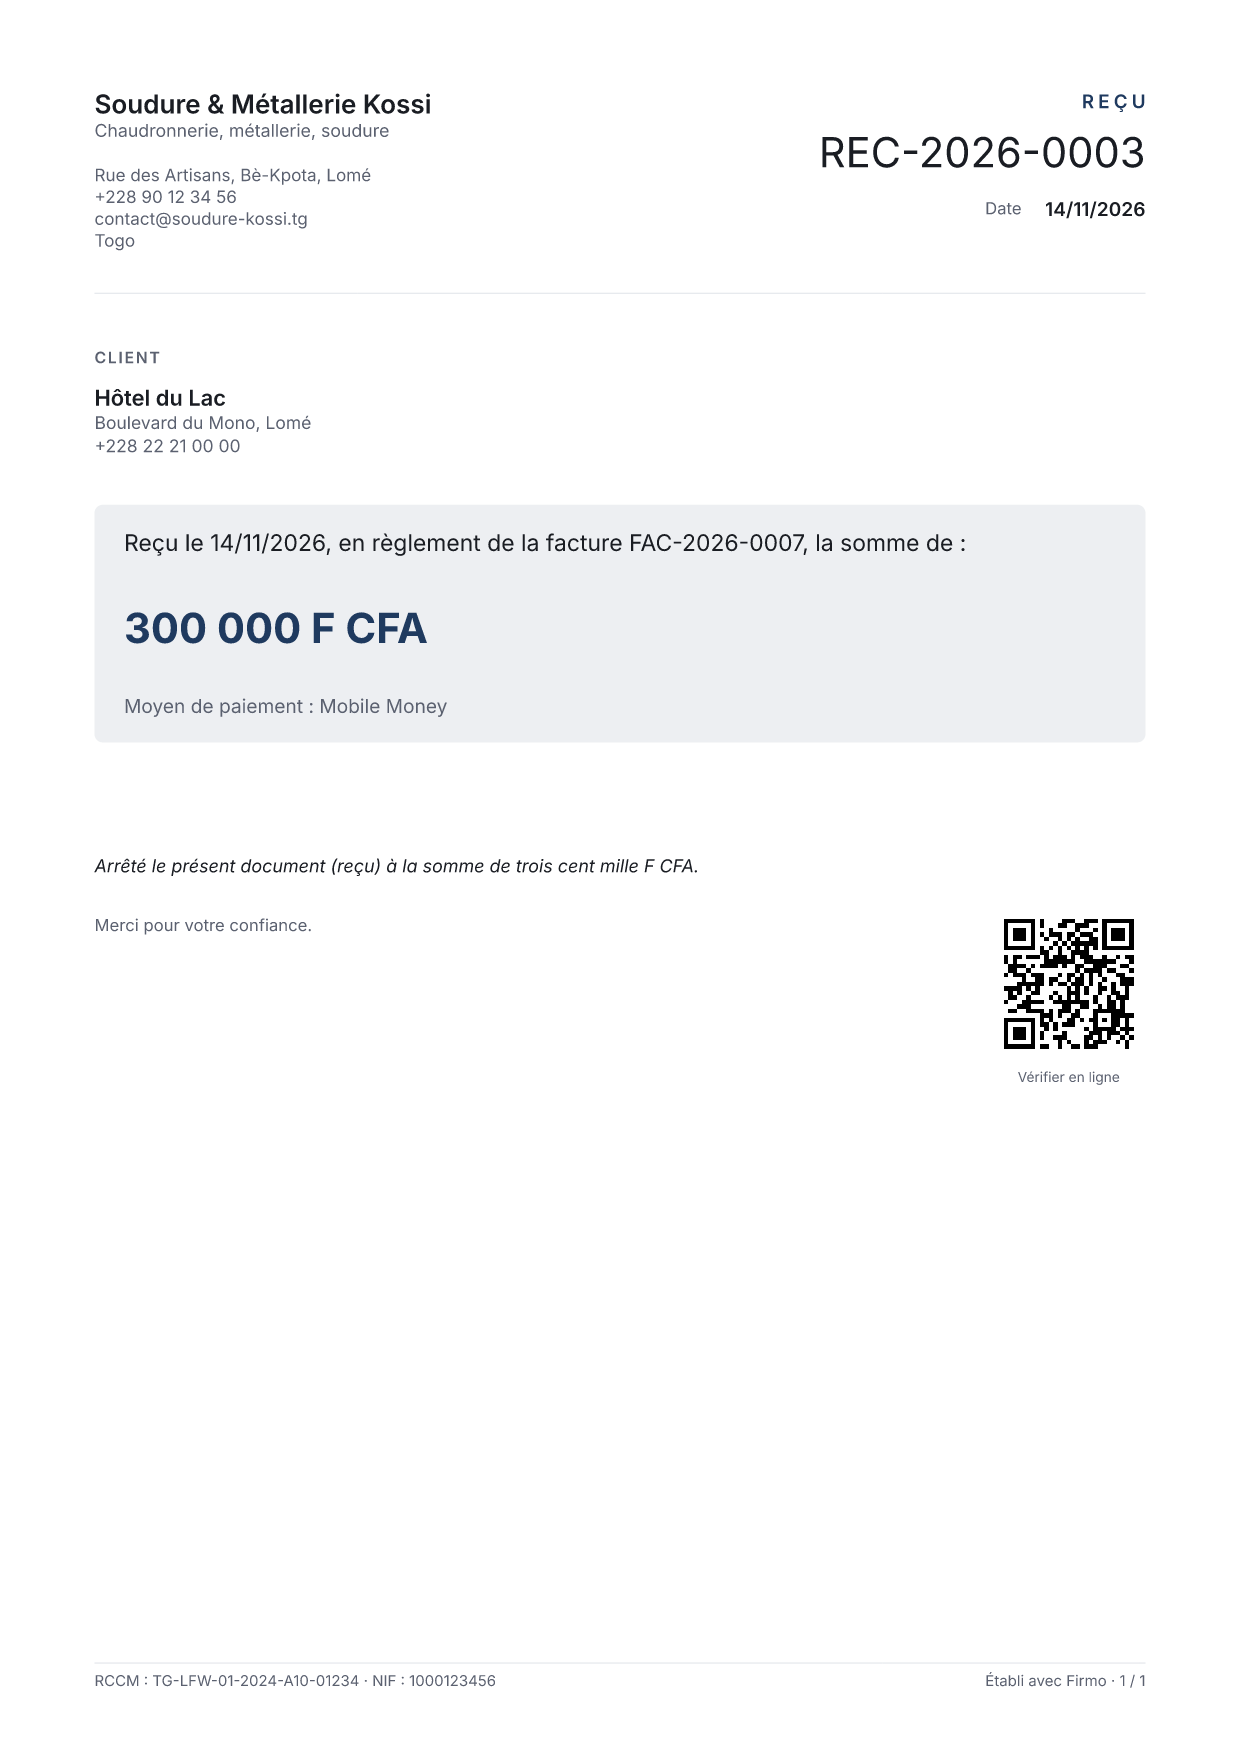 Soudure & Métallerie Kossi
Chaudronnerie, métallerie, soudure
Rue des Artisans, Bè-Kpota, Lomé
+228 90 12 34 56
contact@soudure-kossi.tg
Togo
REÇU
REC-2026-0003
Date 14/11/2026
CLIENT
Hôtel du Lac
Boulevard du Mono, Lomé
+228 22 21 00 00
Reçu le 14/11/2026, en règlement de la facture FAC-2026-0007, la somme de :
300 000 F CFA
Moyen de paiement : Mobile Money
Arrêté le présent document (reçu) à la somme de trois cent mille F CFA.
Merci pour votre confiance.
Vérifier en ligne
RCCM : TG-LFW-01-2024-A10-01234 · NIF : 1000123456
Établi avec Firmo · 1 / 1